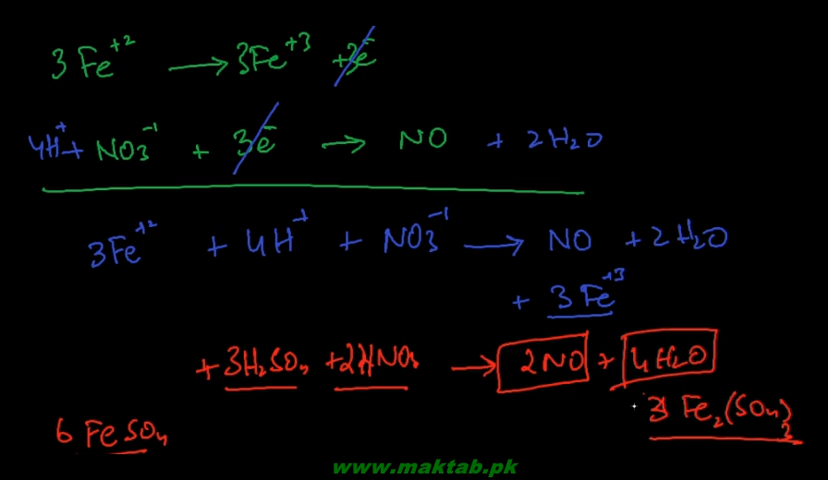 3Fe⁺² ⟶ 3Fe⁺³ + 3e⁻
4H⁺ + NO3⁻¹ + 3e⁻ → NO + 2H2O
3Fe⁺² + 4H⁺ + NO3⁻¹ ⟶ NO + 2H2O
+ 3Fe⁺³
+ 3H2SO4 + 2HNO3 ⟶ 2NO + 4H2O
3 Fe2(SO4)3
6 FeSO4
www.maktab.pk